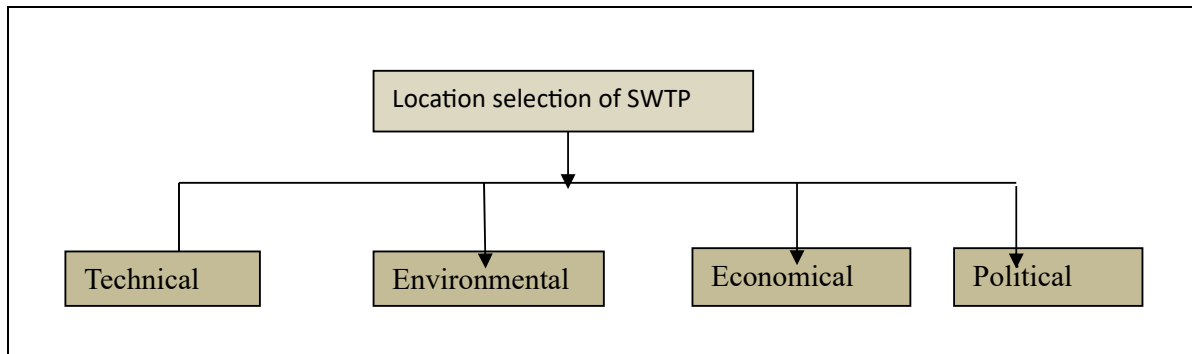 Location selection of SWTP
Technical
Environmental
Economical
Political